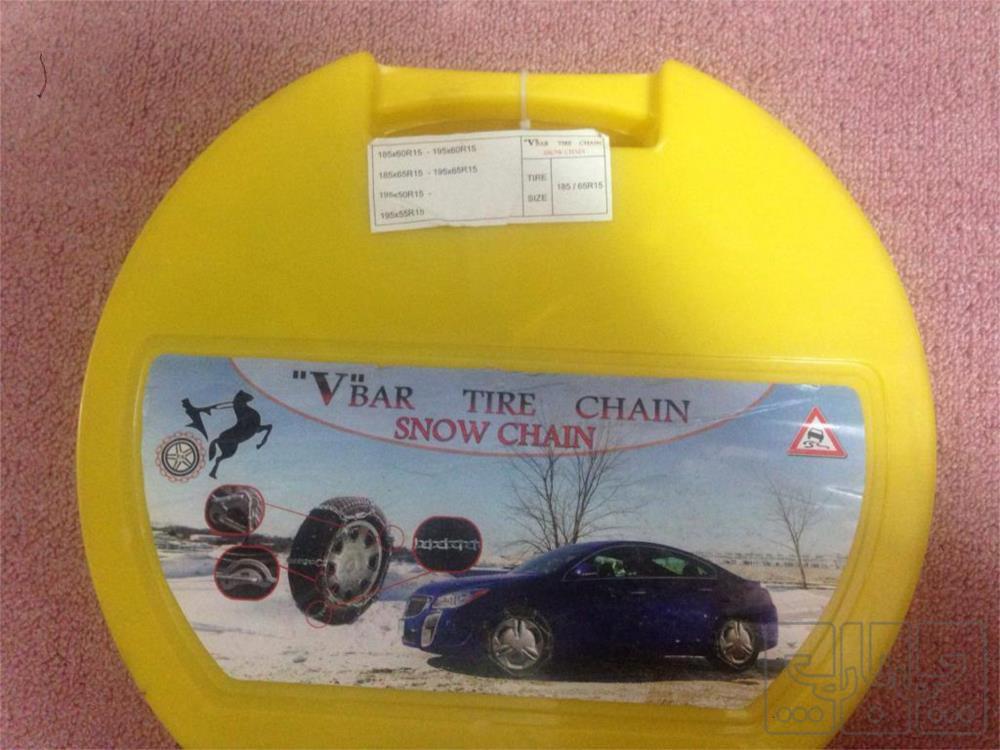 185x60R15 - 195x60R15
185x65R15 - 195x65R15
195x50R15 -
195x55R15
"V"BAR TIRE CHAIN
SNOW CHAIN
TIRE
SIZE
185 / 65R15
"V"BAR TIRE CHAIN
SNOW CHAIN